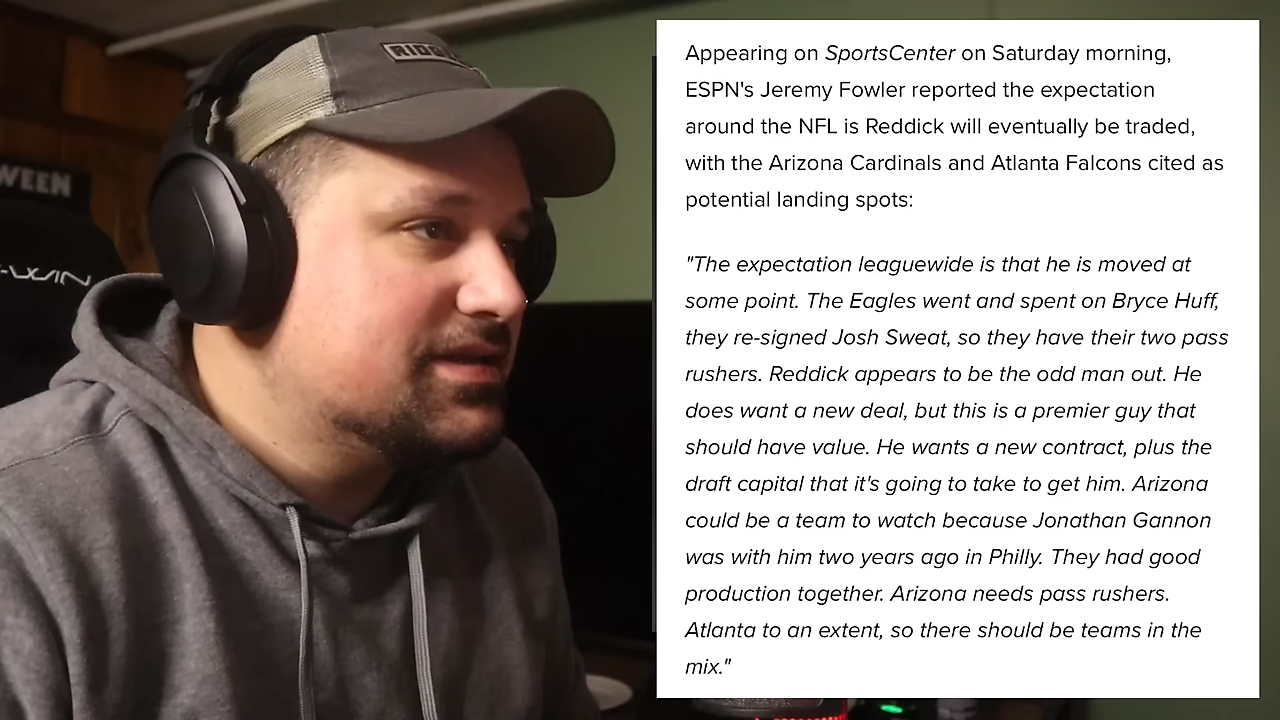 RIDGE
WEEN
-WIN
Appearing on SportsCenter on Saturday morning,
ESPN's Jeremy Fowler reported the expectation
around the NFL is Reddick will eventually be traded,
with the Arizona Cardinals and Atlanta Falcons cited as
potential landing spots:
"The expectation leaguewide is that he is moved at
some point. The Eagles went and spent on Bryce Huff,
they re-signed Josh Sweat, so they have their two pass
rushers. Reddick appears to be the odd man out. He
does want a new deal, but this is a premier guy that
should have value. He wants a new contract, plus the
draft capital that it's going to take to get him. Arizona
could be a team to watch because Jonathan Gannon
was with him two years ago in Philly. They had good
production together. Arizona needs pass rushers.
Atlanta to an extent, so there should be teams in the
mix."